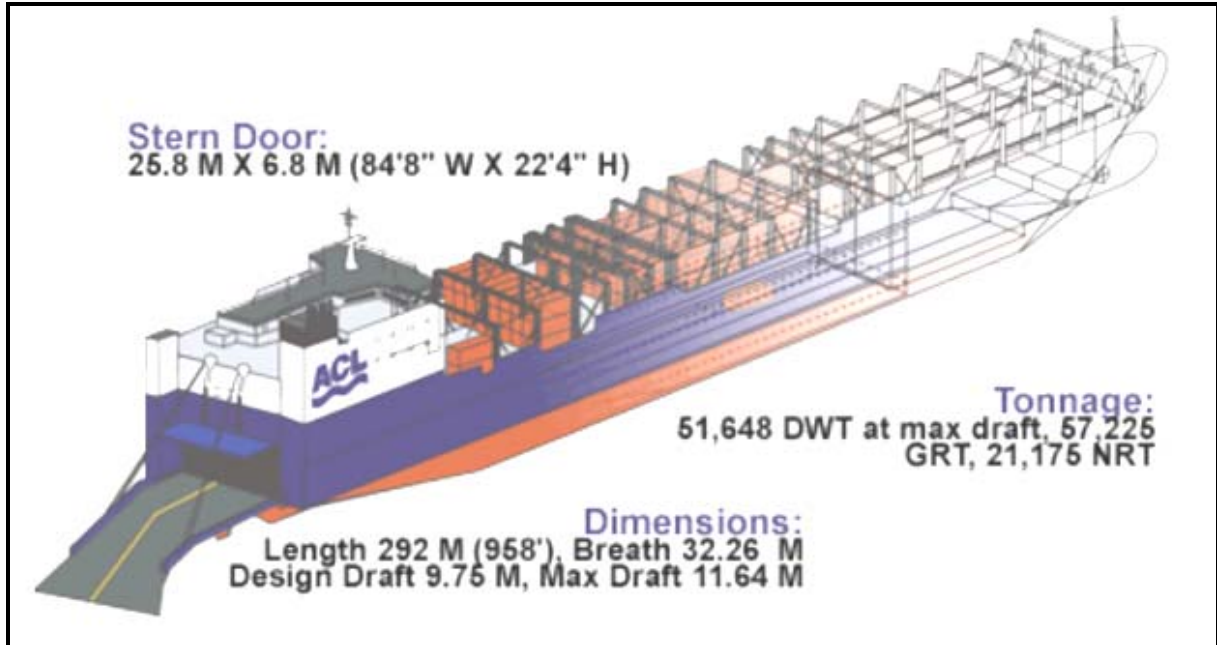 Stern Door:
25.8 M X 6.8 M (84'8" W X 22'4" H)
ACL
Tonnage:
51,648 DWT at max draft, 57,225
GRT, 21,175 NRT
Dimensions:
Length 292 M (958'), Breath 32.26 M
Design Draft 9.75 M, Max Draft 11.64 M